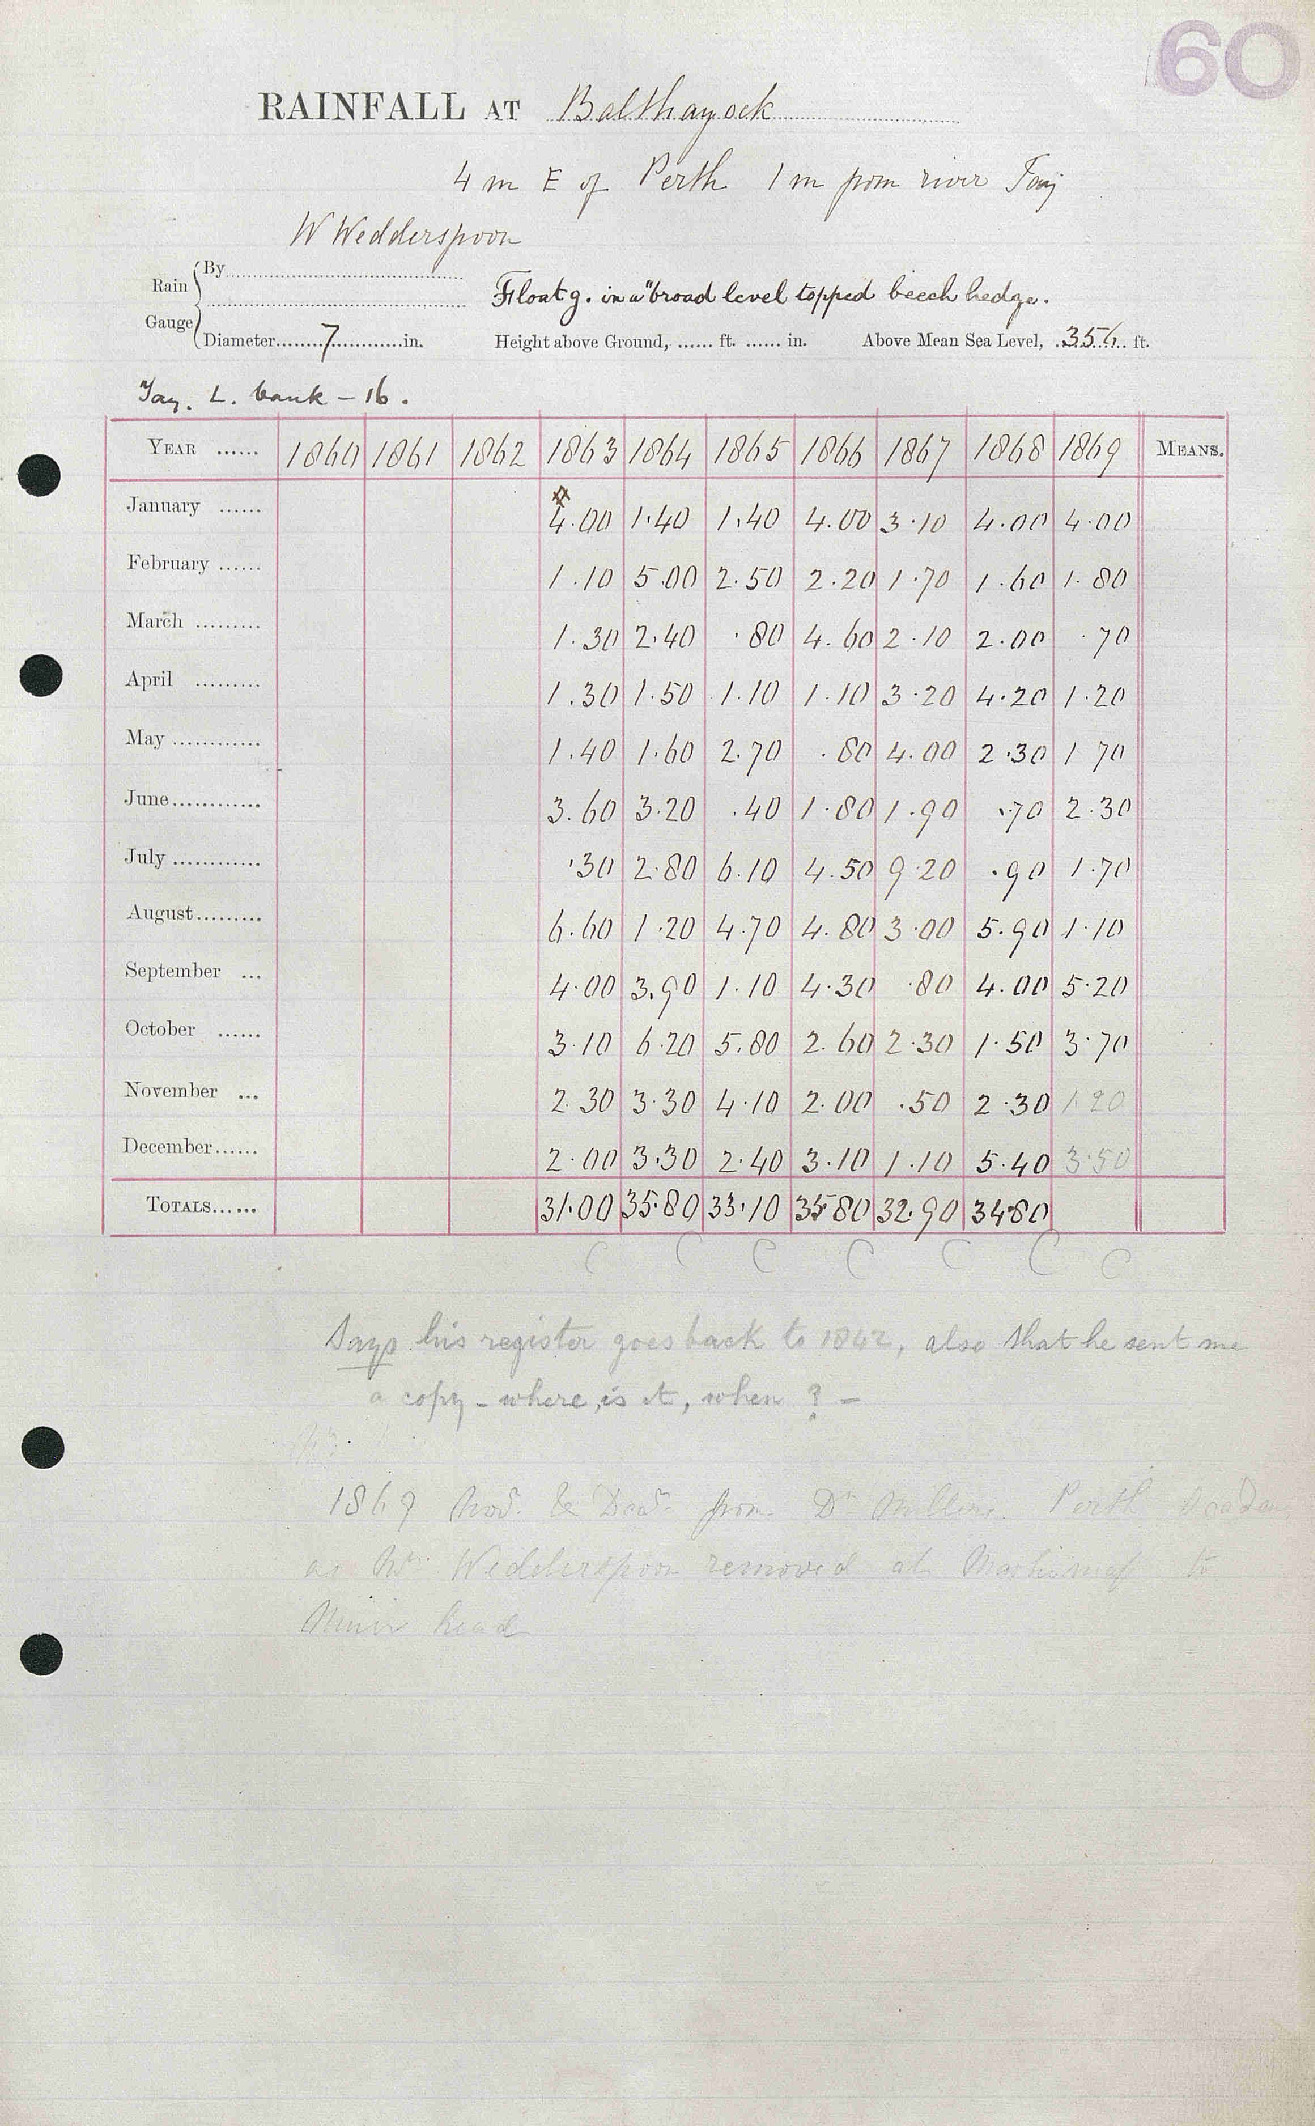 60
RAINFALL AT Balthayock
4 m E of Perth 1 m from river Tay
W Wedderspoon
Rain Gauge
By
Float g. in a "broad level topped beech hedge.
Diameter 7 in. Height above Ground, ...... ft. ...... in. Above Mean Sea Level, 354 ft.
Tay. L. bank - 16.
YEAR ...... 1860 1861 1862 1863 1864 1865 1866 1867 1868 1869 MEANS.
January ...... 4.00 1.40 1.40 4.00 3.10 4.00 4.00
February ...... 1.10 5.00 2.50 2.20 1.70 1.60 1.80
March ......... 1.30 2.40 .80 4.60 2.10 2.00 .70
April ......... 1.30 1.50 1.10 1.10 3.20 4.20 1.20
May ............ 1.40 1.60 2.70 .80 4.00 2.30 1 70
June............ 3.60 3.20 .40 1.80 1.90 .70 2.30
July ............ .30 2.80 6.10 4.50 9.20 .90 1.70
August......... 6.60 1.20 4.70 4.80 3.00 5.90 1.10
September ... 4.00 3.90 1.10 4.30 .80 4.00 5.20
October ...... 3.10 6.20 5.80 2.60 2.30 1.50 3.70
November ... 2.30 3.30 4.10 2.00 .50 2.30 1.20
December...... 2.00 3.30 2.40 3.10 1.10 5.40 3.50
TOTALS...... 31.00 35.80 33.10 35.80 32.90 34.80
C C C C C C C
Says his register goes back to 1842, also that he sent me
a copy - where is it, when ? -
1869 Nov. & Dec. from Dr Miller Perth
as Mr Wedderspoon removed at to
Muir head